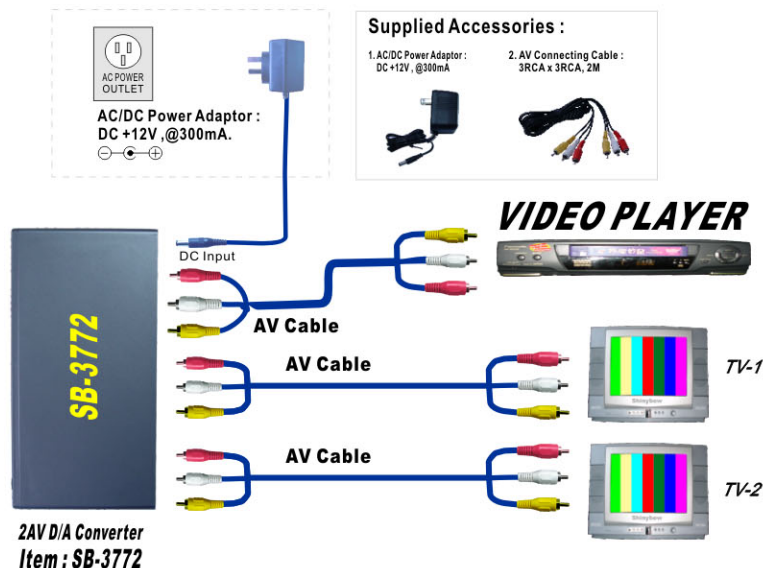 AC POWER
OUTLET
AC/DC Power Adaptor :
DC +12V ,@300mA.
Supplied Accessories :
1. AC/DC Power Adaptor :
DC +12V , @300mA
2. AV Connecting Cable :
3RCA x 3RCA, 2M
VIDEO PLAYER
DC Input
AV Cable
SB-3772
AV Cable
TV-1
Shinybow
AV Cable
TV-2
Shinybow
2AV D/A Converter
Item : SB-3772